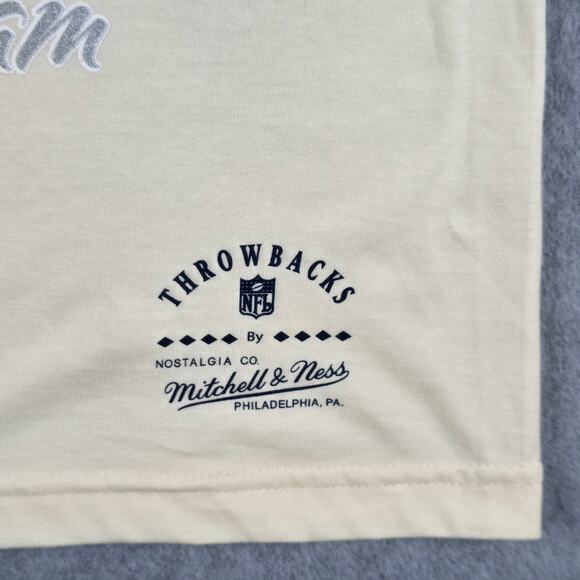 THROWBACKS
NFL
By
NOSTALGIA CO.
Mitchell & Ness
PHILADELPHIA, PA.